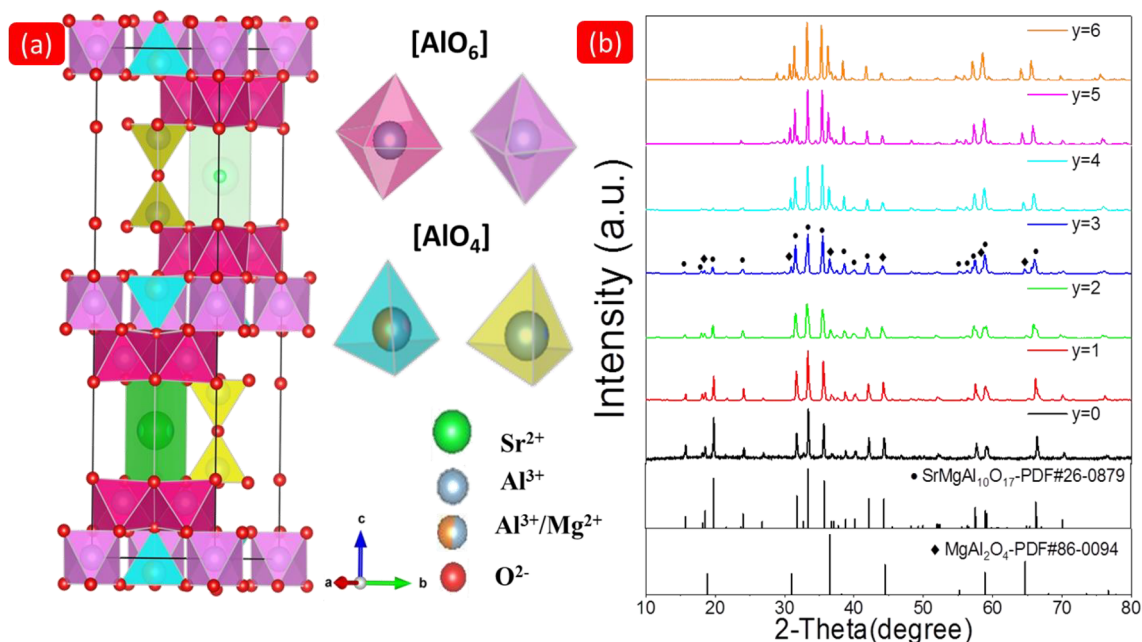 (a)
[AlO₆]
[AlO₄]
Sr²⁺
Al³⁺
Al³⁺/Mg²⁺
O²⁻
c
a
b
(b)
y=6
y=5
y=4
y=3
y=2
y=1
y=0
● SrMgAl₁₀O₁₇-PDF#26-0879
♦ MgAl₂O₄-PDF#86-0094
Intensity (a.u.)
10 20 30 40 50 60 70 80
2-Theta(degree)